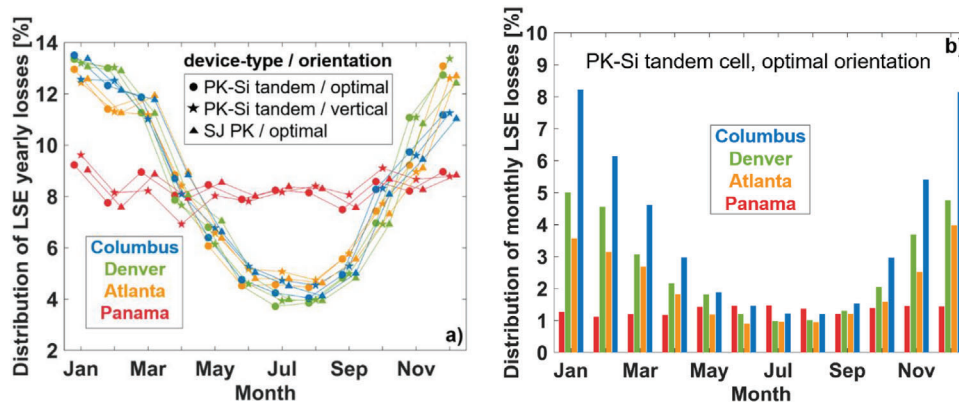 Distribution of LSE yearly losses [%]
14
12
10
8
6
4
2
device-type / orientation
PK-Si tandem / optimal
PK-Si tandem / vertical
SJ PK / optimal
Columbus
Denver
Atlanta
Panama
a)
Jan Mar May Jul Sep Nov
Month
Distribution of monthly LSE losses [%]
10
9
8
7
6
5
4
3
2
1
0
b)
PK-Si tandem cell, optimal orientation
Columbus
Denver
Atlanta
Panama
Jan Mar May Jul Sep Nov
Month